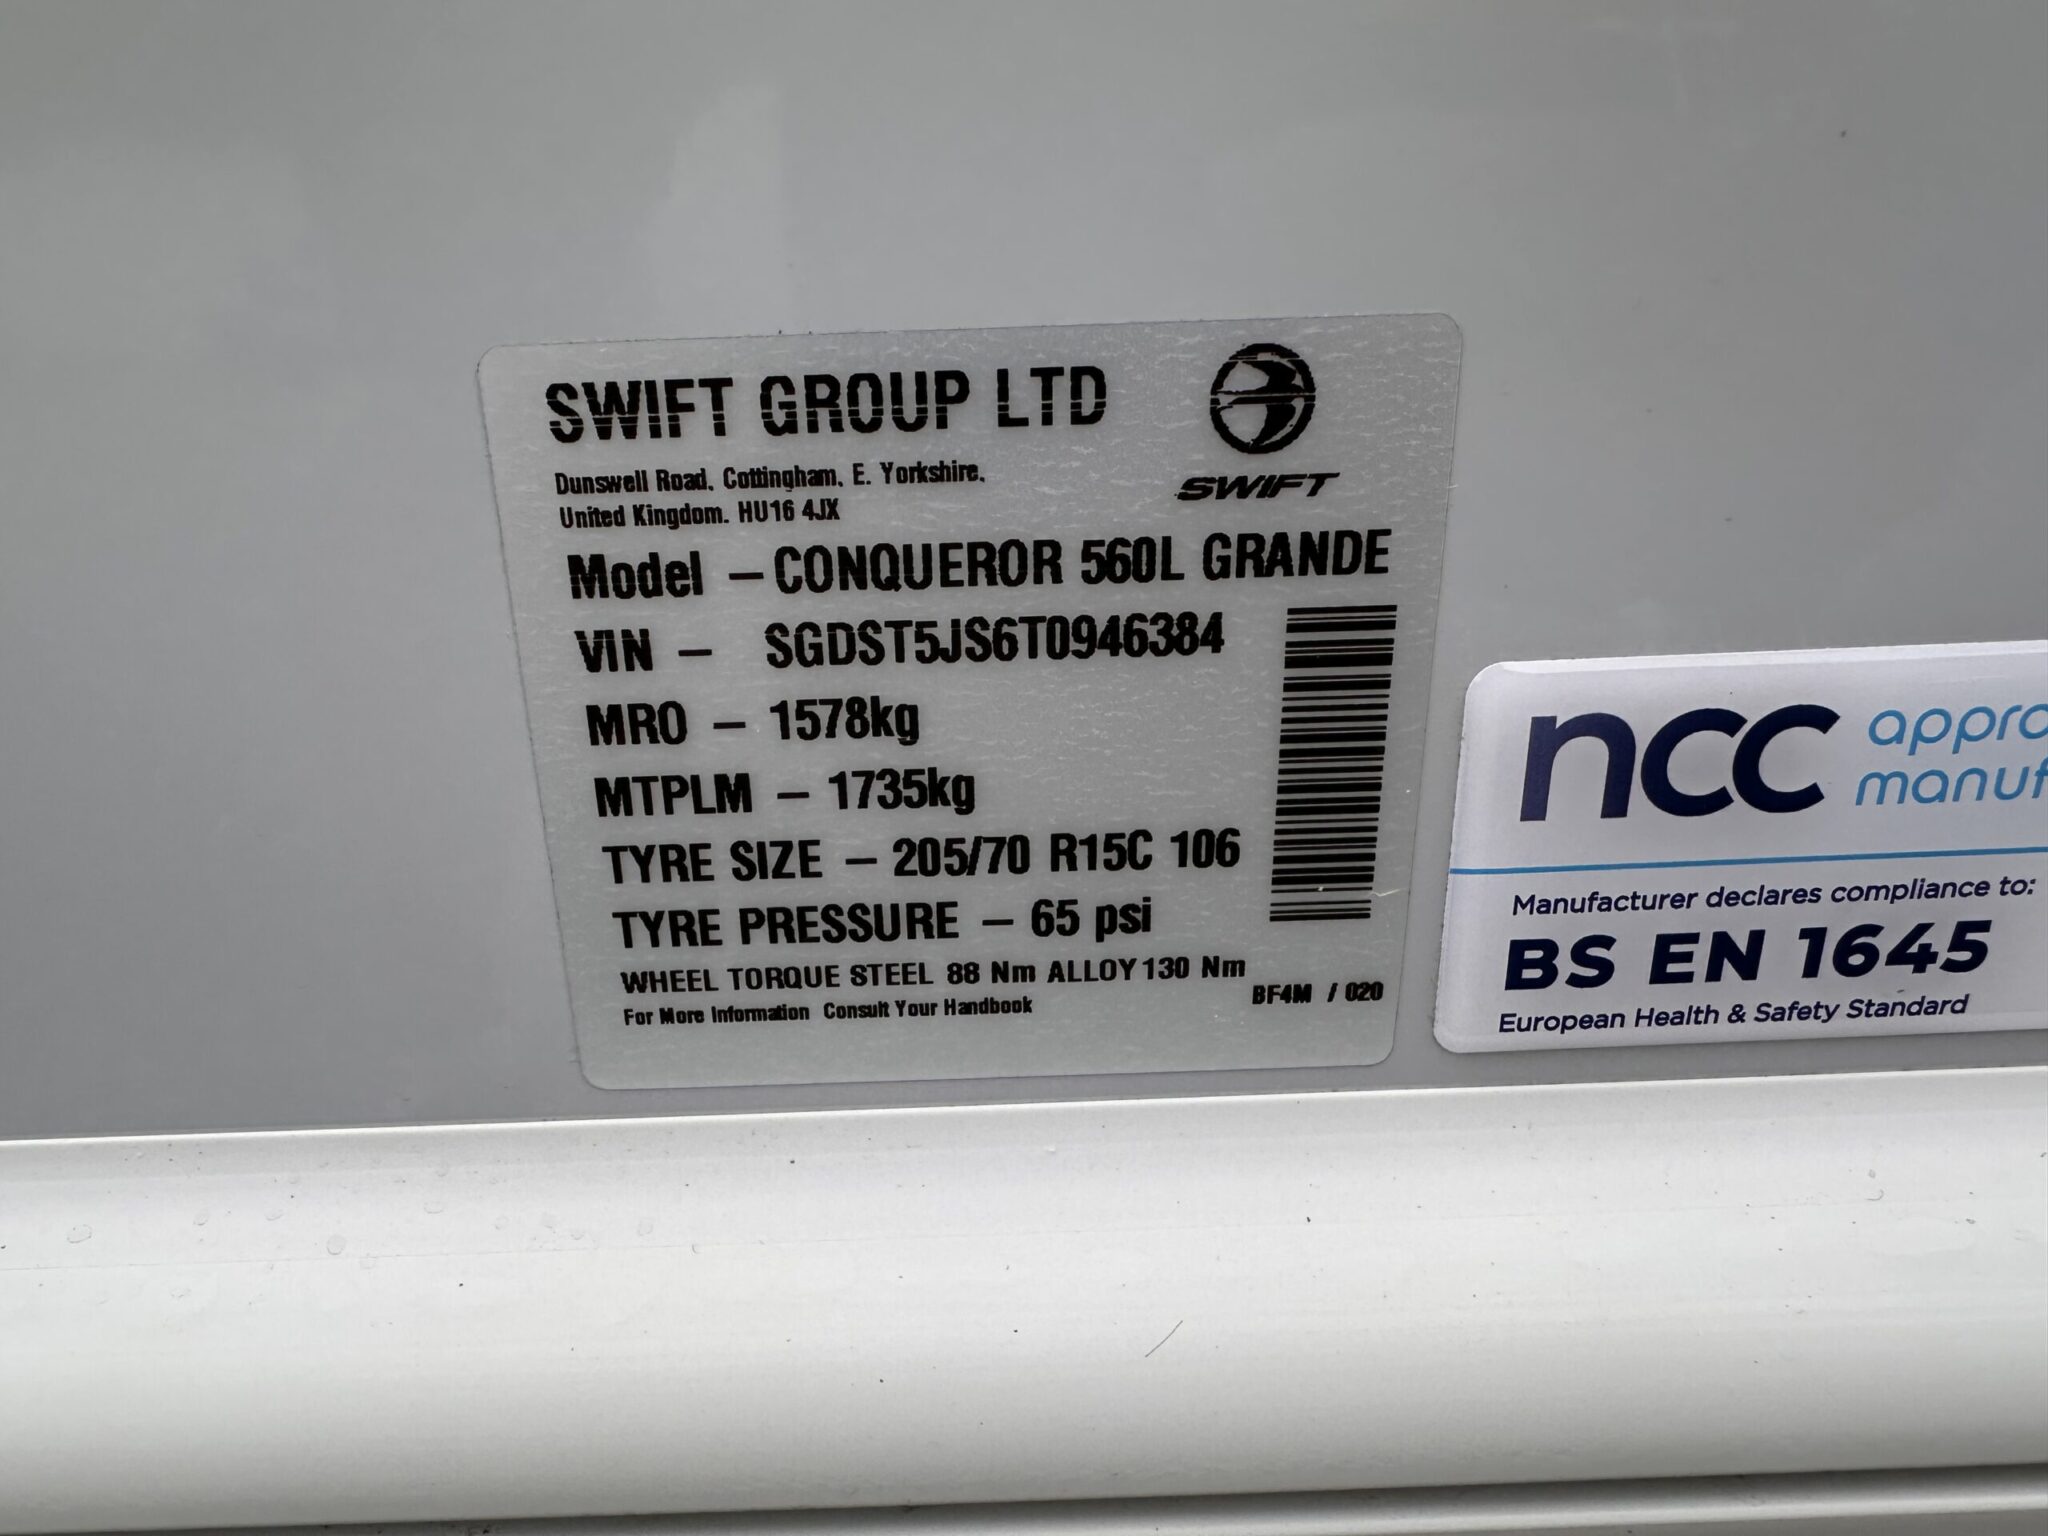 SWIFT GROUP LTD
SWIFT
Dunswell Road, Cottingham, E. Yorkshire,
United Kingdom. HU16 4JX
Model – CONQUEROR 560L GRANDE
VIN – SGDST5JS6T0946384
MRO – 1578kg
MTPLM – 1735kg
TYRE SIZE – 205/70 R15C 106
TYRE PRESSURE – 65 psi
WHEEL TORQUE STEEL 88 Nm ALLOY 130 Nm
For More Information Consult Your Handbook
BF4M / 020
ncc appro
manuf
Manufacturer declares compliance to:
BS EN 1645
European Health & Safety Standard